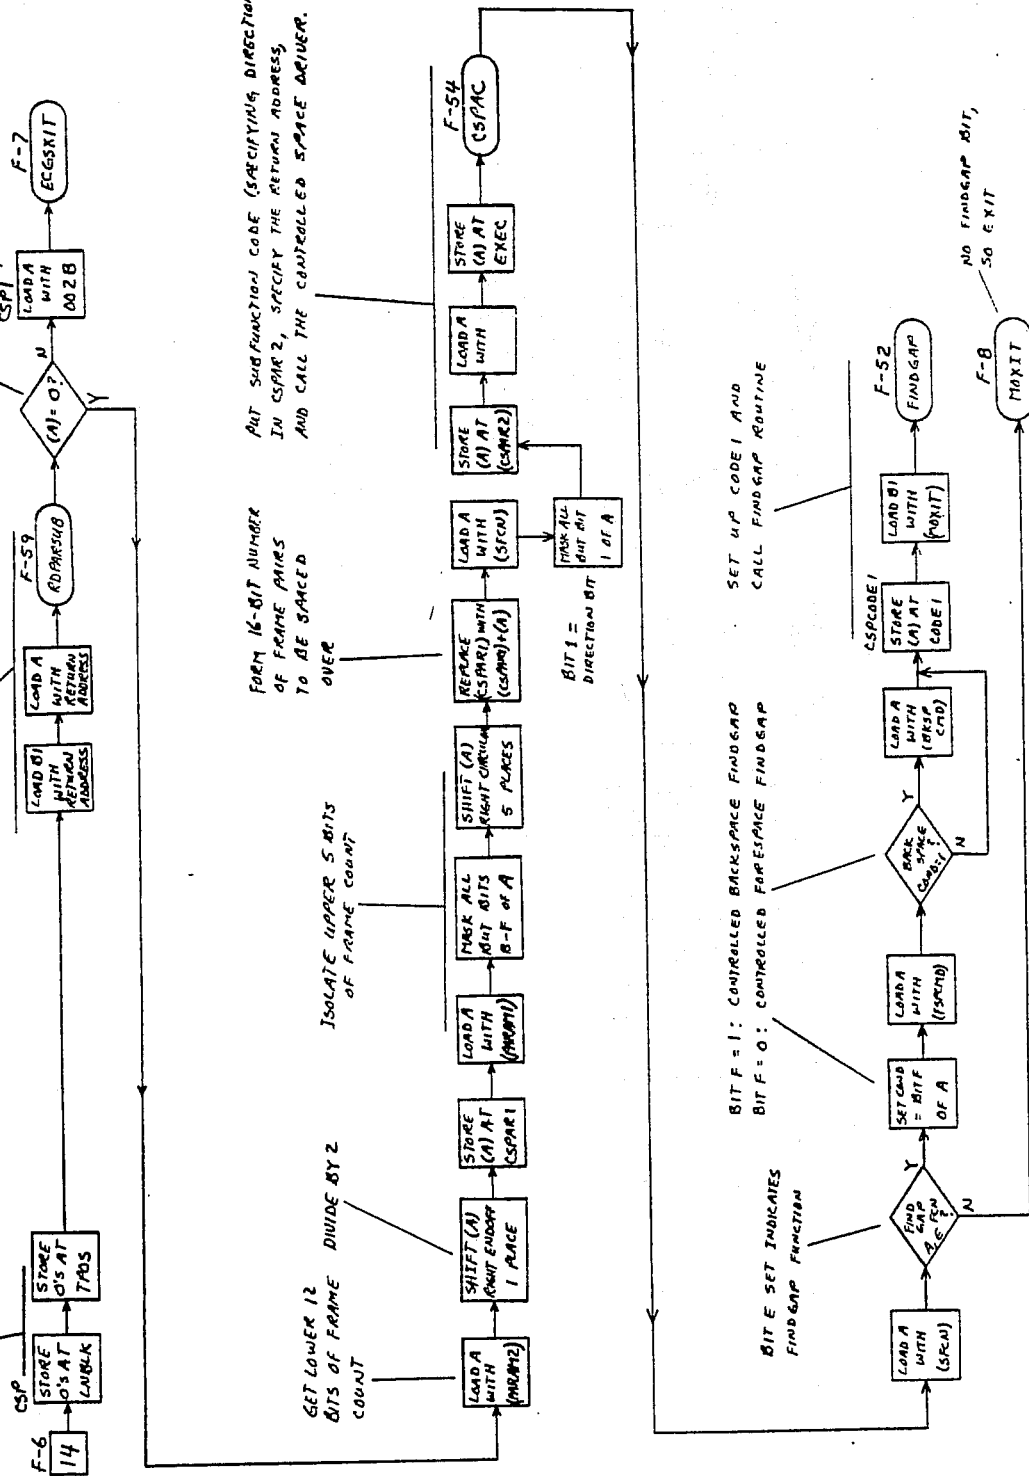 F-6
14
CSP
STORE
0'S AT
LNBLK
STORE
0'S AT
TPOS
LOAD B1
WITH
RETURN
ADDRESS
LOAD A
WITH
RETURN
ADDRESS
F-59
RDPARSUB
(A)=0?
N
Y
CSP1
LOAD A
WITH
002B
F-7
ECGSXIT
GET LOWER 12
BITS OF FRAME
COUNT
DIVIDE BY 2
ISOLATE UPPER 5 BITS
OF FRAME COUNT
FORM 16-BIT NUMBER
OF FRAME PAIRS
TO BE SPACED
OVER
PUT SUBFUNCTION CODE (SPECIFYING DIRECTION
IN CSPAR2, SPECIFY THE RETURN ADDRESS,
AND CALL THE CONTROLLED SPACE DRIVER.
LOAD A
WITH
(PARAM2)
SHIFT (A)
RIGHT ENDOFF
1 PLACE
STORE
(A) AT
CSPAR1
LOAD A
WITH
(PARAM1)
MASK ALL
BUT BITS
B-F OF A
SHIFT (A)
RIGHT CIRCULAR
5 PLACES
REPLACE
(CSPAR1) WITH
(CSPAR1)+(A)
LOAD A
WITH
(SFCN)
MASK ALL
BUT BIT
1 OF A
BIT 1 =
DIRECTION BIT
STORE
(A) AT
(CSPAR2)
LOAD A
WITH
STORE
(A) AT
EXEC
F-54
CSPAC
BIT E SET INDICATES
FINDGAP FUNCTION
BIT F = 1: CONTROLLED BACKSPACE FINDGAP
BIT F = 0: CONTROLLED FORESPACE FINDGAP
SET UP CODE1 AND
CALL FINDGAP ROUTINE
LOAD A
WITH
(SFCN)
FIND
GAP
FCN
?
Y
N
SET COND
= BIT F
OF A
LOAD A
WITH
(FSPCMD)
BACK
SPACE
?
COND=1
Y
N
LOAD A
WITH
(BKSP
CMD)
CSPCODE1
STORE
(A) AT
CODE1
LOAD B1
WITH
(MOXIT)
F-52
FINDGAP
F-8
MOXIT
NO FINDGAP BIT,
SO EXIT